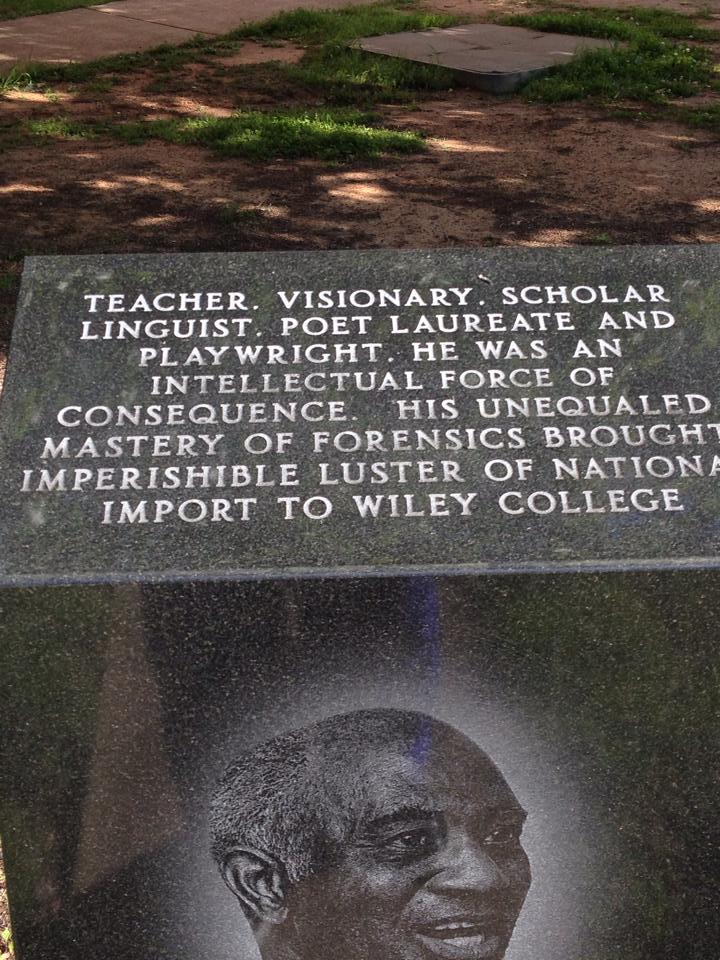 TEACHER. VISIONARY. SCHOLAR
LINGUIST. POET LAUREATE AND
PLAYWRIGHT. HE WAS AN
INTELLECTUAL FORCE OF
CONSEQUENCE. HIS UNEQUALED
MASTERY OF FORENSICS BROUGHT
IMPERISHIBLE LUSTER OF NATIONA
IMPORT TO WILEY COLLEGE